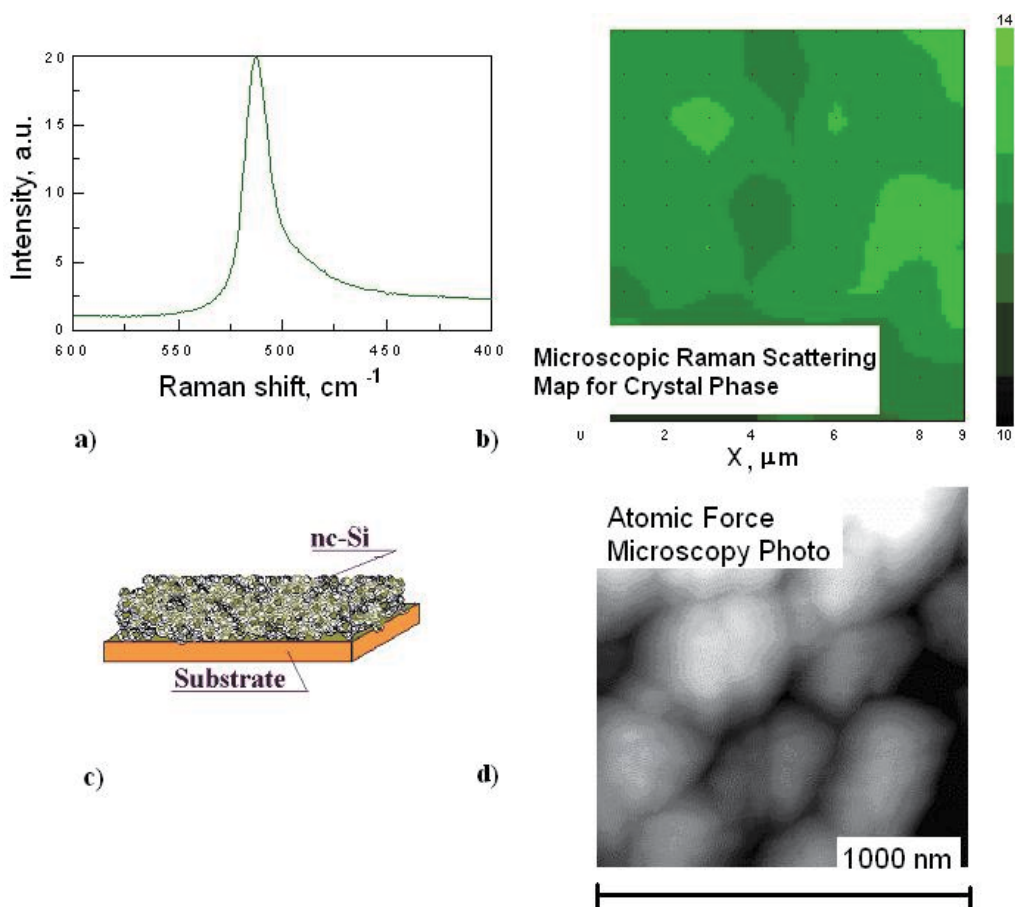 Intensity, a.u.
20
15
10
5
0
600 550 500 450 400
Raman shift, cm -1
a)
14
10
Microscopic Raman Scattering
Map for Crystal Phase
0 2 4 6 8 9
X, μm
b)
nc-Si
Substrate
c)
Atomic Force
Microscopy Photo
1000 nm
d)